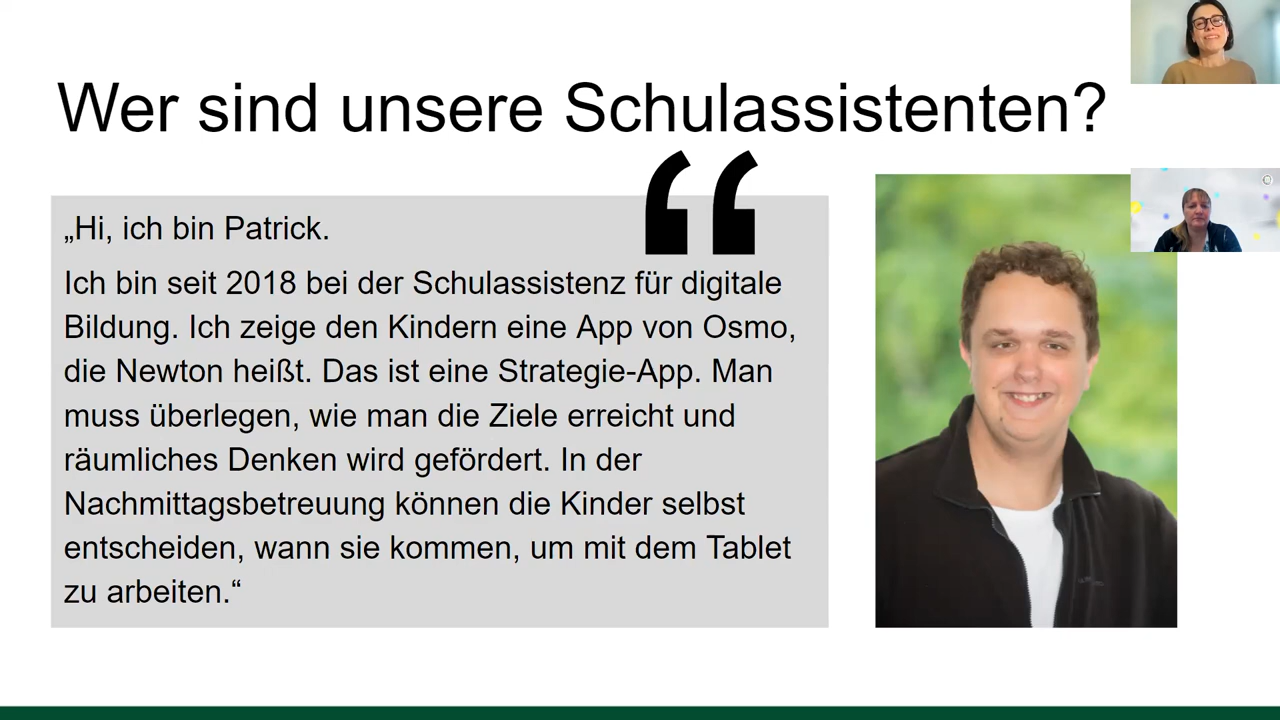 Wer sind unsere Schulassistenten?
“
„Hi, ich bin Patrick.
Ich bin seit 2018 bei der Schulassistenz für digitale
Bildung. Ich zeige den Kindern eine App von Osmo,
die Newton heißt. Das ist eine Strategie-App. Man
muss überlegen, wie man die Ziele erreicht und
räumliches Denken wird gefördert. In der
Nachmittagsbetreuung können die Kinder selbst
entscheiden, wann sie kommen, um mit dem Tablet
zu arbeiten.“